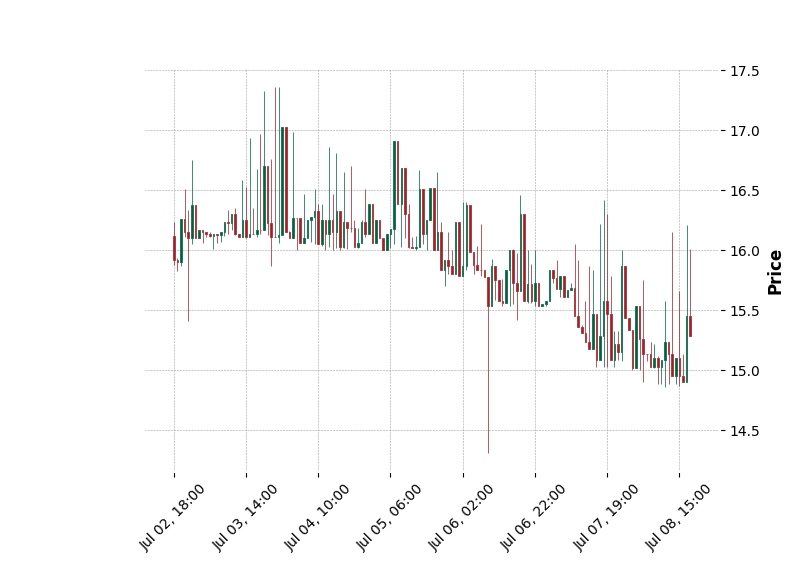 17.5
17.0
16.5
16.0
15.5
15.0
14.5
Price
Jul 02, 18:00
Jul 03, 14:00
Jul 04, 10:00
Jul 05, 06:00
Jul 06, 02:00
Jul 06, 22:00
Jul 07, 19:00
Jul 08, 15:00